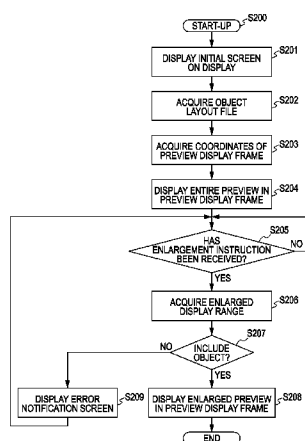 S200
START-UP
S201
DISPLAY INITIAL SCREEN
ON DISPLAY
S202
ACQUIRE OBJECT
LAYOUT FILE
S203
ACQUIRE COORDINATES OF
PREVIEW DISPLAY FRAME
S204
DISPLAY ENTIRE PREVIEW IN
PREVIEW DISPLAY FRAME
S205
HAS
ENLARGEMENT INSTRUCTION
BEEN RECEIVED?
NO
YES
S206
ACQUIRE ENLARGED
DISPLAY RANGE
S207
NO
INCLUDE
OBJECT?
YES
DISPLAY ERROR
NOTIFICATION SCREEN
S209
DISPLAY ENLARGED PREVIEW
IN PREVIEW DISPLAY FRAME
S208
END